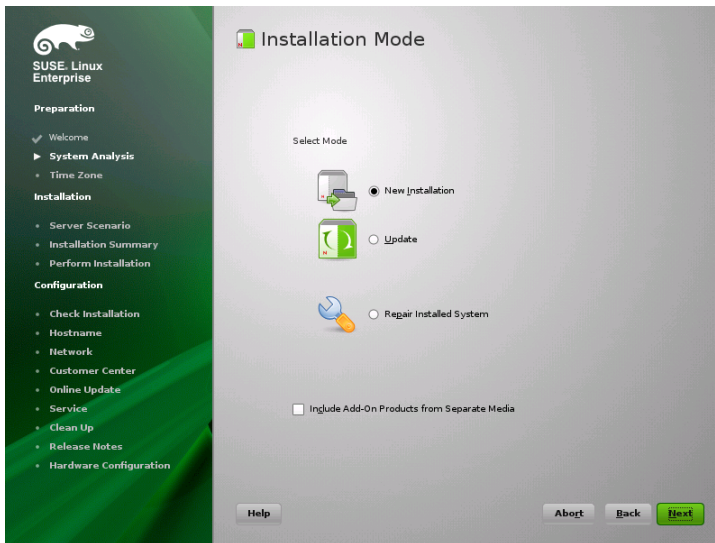 SUSE. Linux
Enterprise
Preparation
Welcome
System Analysis
Time Zone
Installation
Server Scenario
Installation Summary
Perform Installation
Configuration
Check Installation
Hostname
Network
Customer Center
Online Update
Service
Clean Up
Release Notes
Hardware Configuration
Installation Mode
Select Mode
New Installation
Update
Repair Installed System
Include Add-On Products from Separate Media
Help
Abort
Back
Next